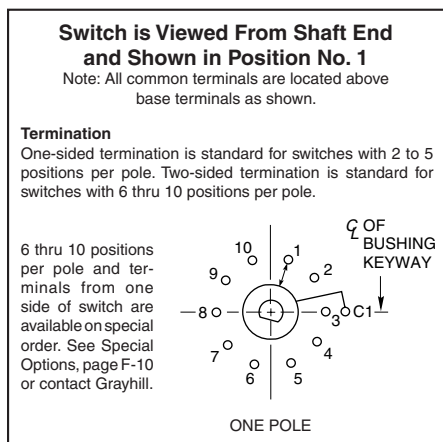 Switch is Viewed From Shaft End
and Shown in Position No. 1
Note: All common terminals are located above
base terminals as shown.
Termination
One-sided termination is standard for switches with 2 to 5
positions per pole. Two-sided termination is standard for
switches with 6 thru 10 positions per pole.
6 thru 10 positions
per pole and ter-
minals from one
side of switch are
available on special
order. See Special
Options, page F-10
or contact Grayhill.
℄ OF
BUSHING
KEYWAY
10
1
9
2
8
3
C1
7
4
6
5
ONE POLE